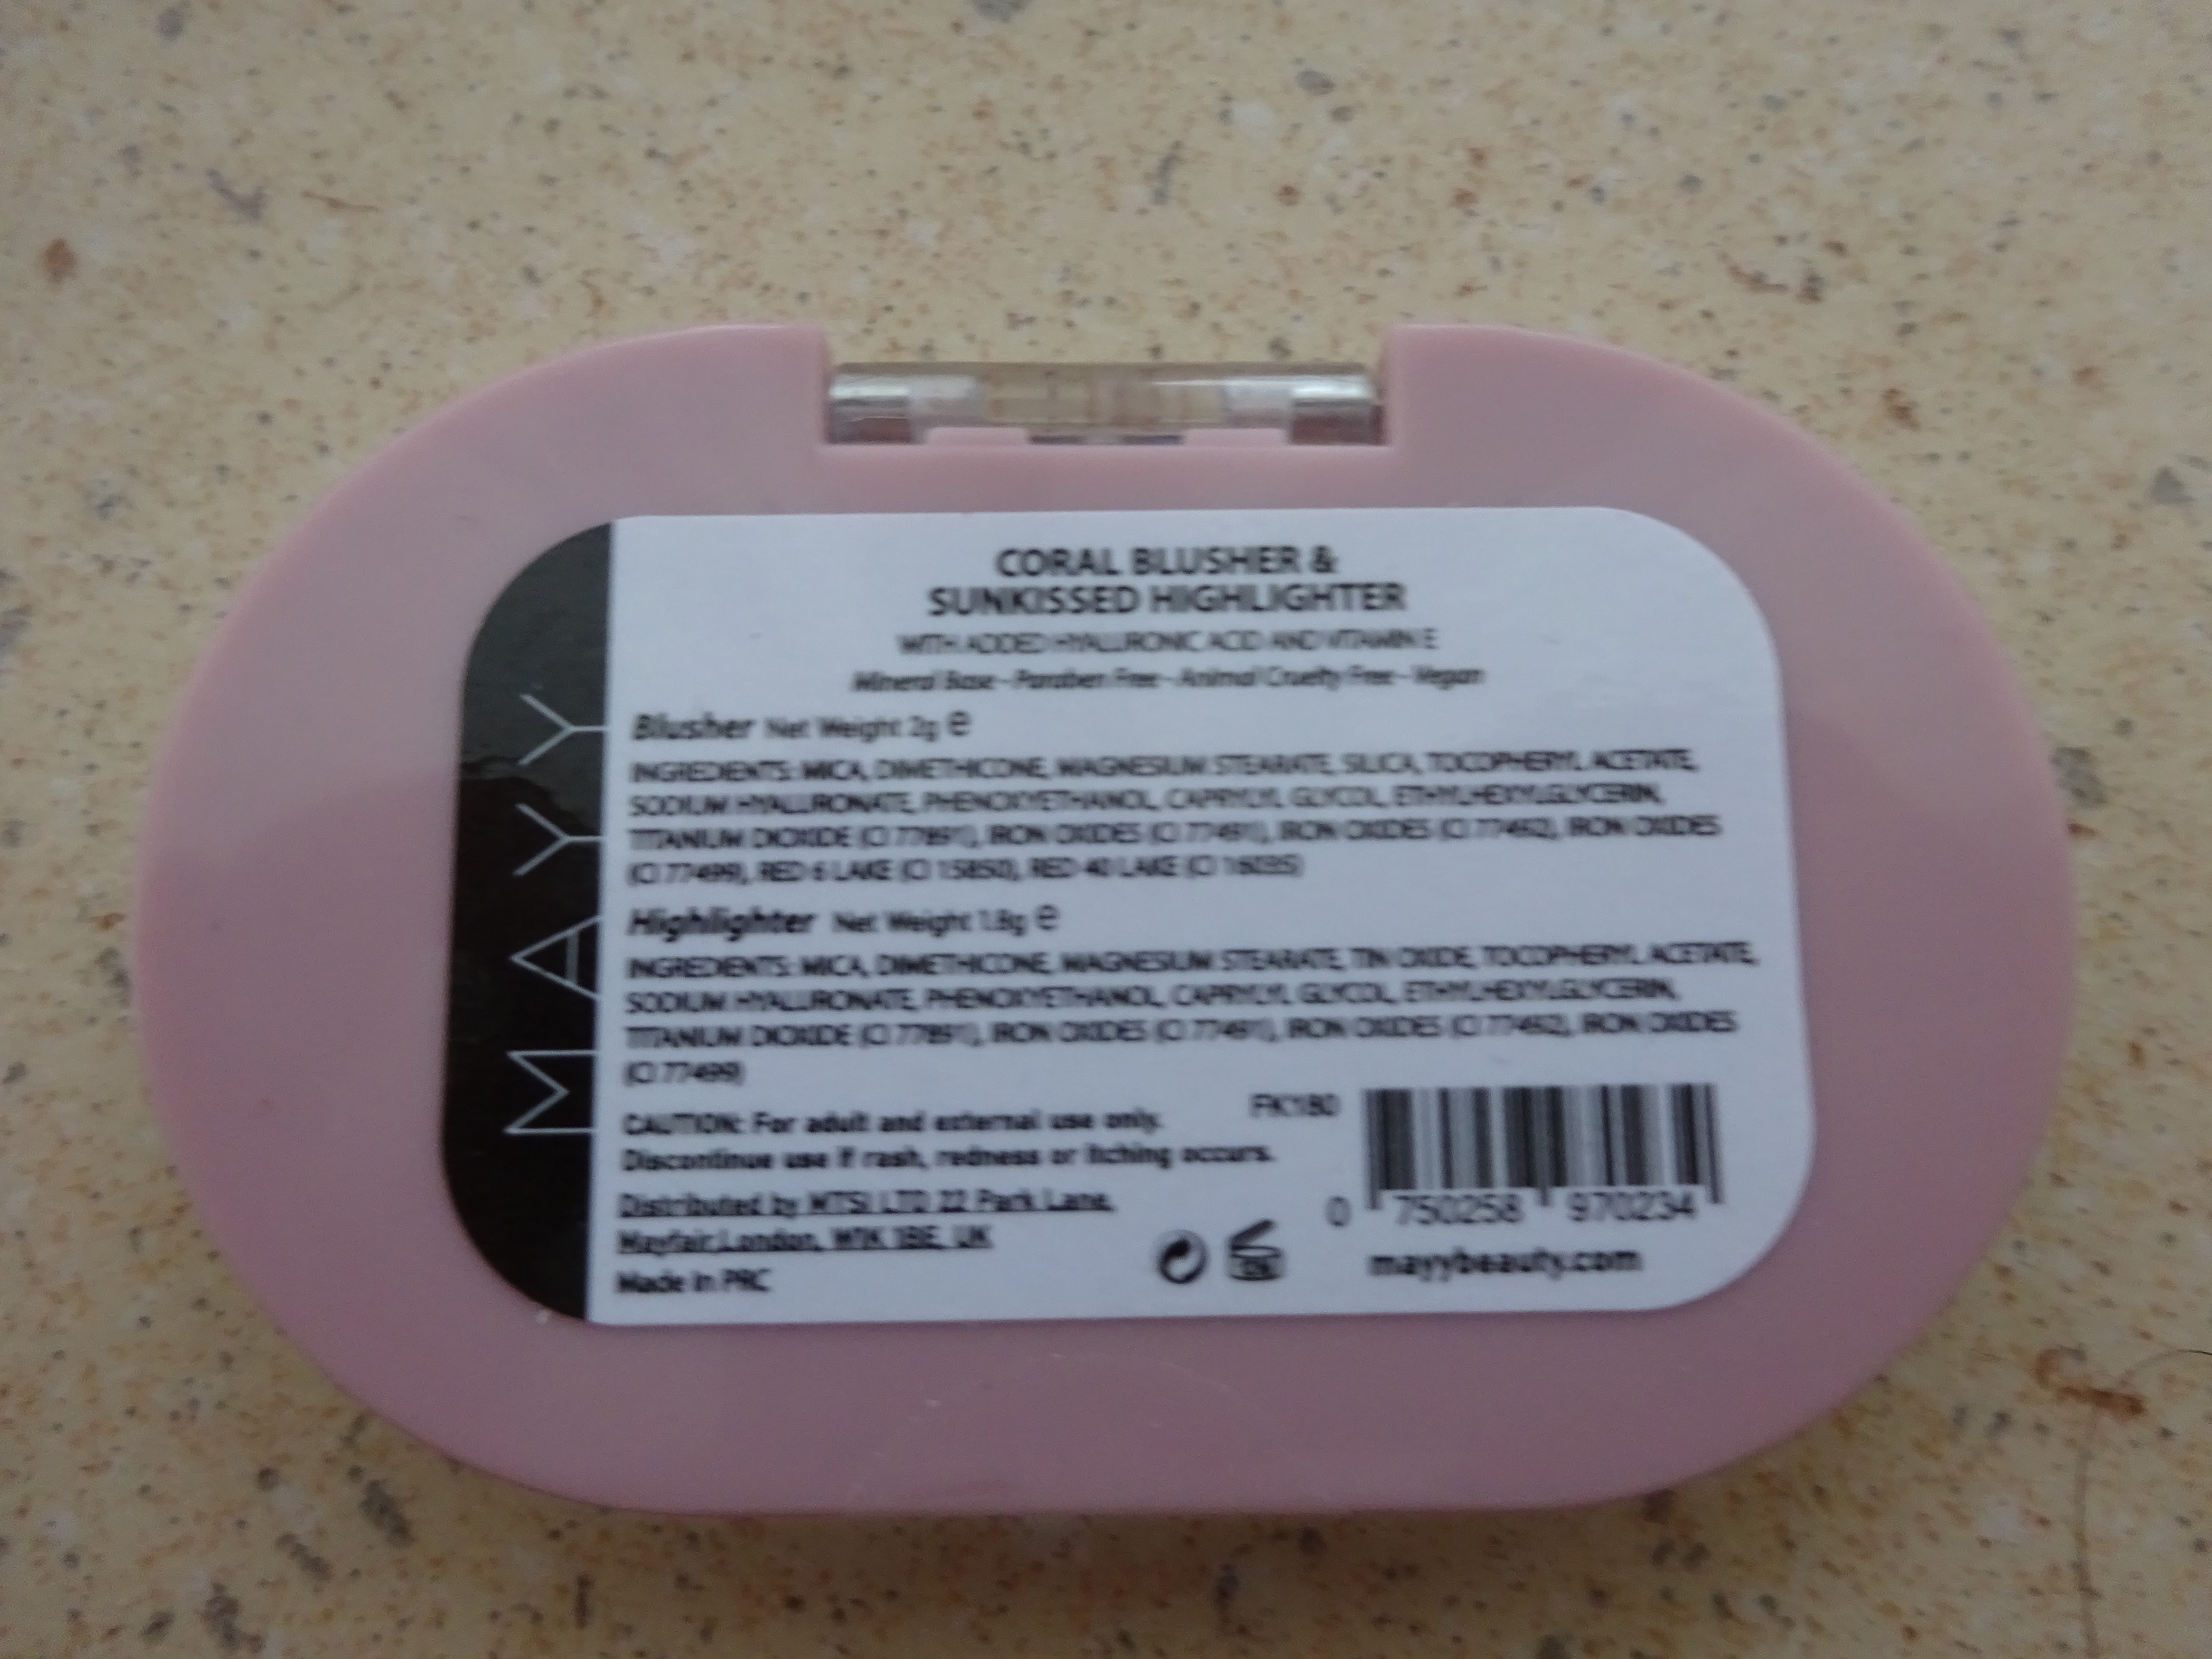 MAYY
CORAL BLUSHER &
SUNKISSED HIGHLIGHTER
WITH ADDED HYALURONIC ACID AND VITAMIN E
Mineral Base - Paraben Free - Animal Cruelty Free - Vegan
Blusher Net Weight 2g ℮
INGREDIENTS: MICA, DIMETHICONE, MAGNESIUM STEARATE, SILICA, TOCOPHERYL ACETATE,
SODIUM HYALURONATE, PHENOXYETHANOL, CAPRYLYL GLYCOL, ETHYLHEXYLGLYCERIN,
TITANIUM DIOXIDE (CI 77891), IRON OXIDES (CI 77491), IRON OXIDES (CI 77492), IRON OXIDES
(CI 77499), RED 6 LAKE (CI 15850), RED 40 LAKE (CI 16035)
Highlighter Net Weight 1.8g ℮
INGREDIENTS: MICA, DIMETHICONE, MAGNESIUM STEARATE, TIN OXIDE, TOCOPHERYL ACETATE,
SODIUM HYALURONATE, PHENOXYETHANOL, CAPRYLYL GLYCOL, ETHYLHEXYLGLYCERIN,
TITANIUM DIOXIDE (CI 77891), IRON OXIDES (CI 77491), IRON OXIDES (CI 77492), IRON OXIDES
(CI 77499)
CAUTION: For adult and external use only.
Discontinue use if rash, redness or itching occurs.
Distributed by MTSI LTD 22 Park Lane,
Mayfair, London, W1K 1BE, UK
Made in PRC
FK180
0 750258 970234
mayybeauty.com